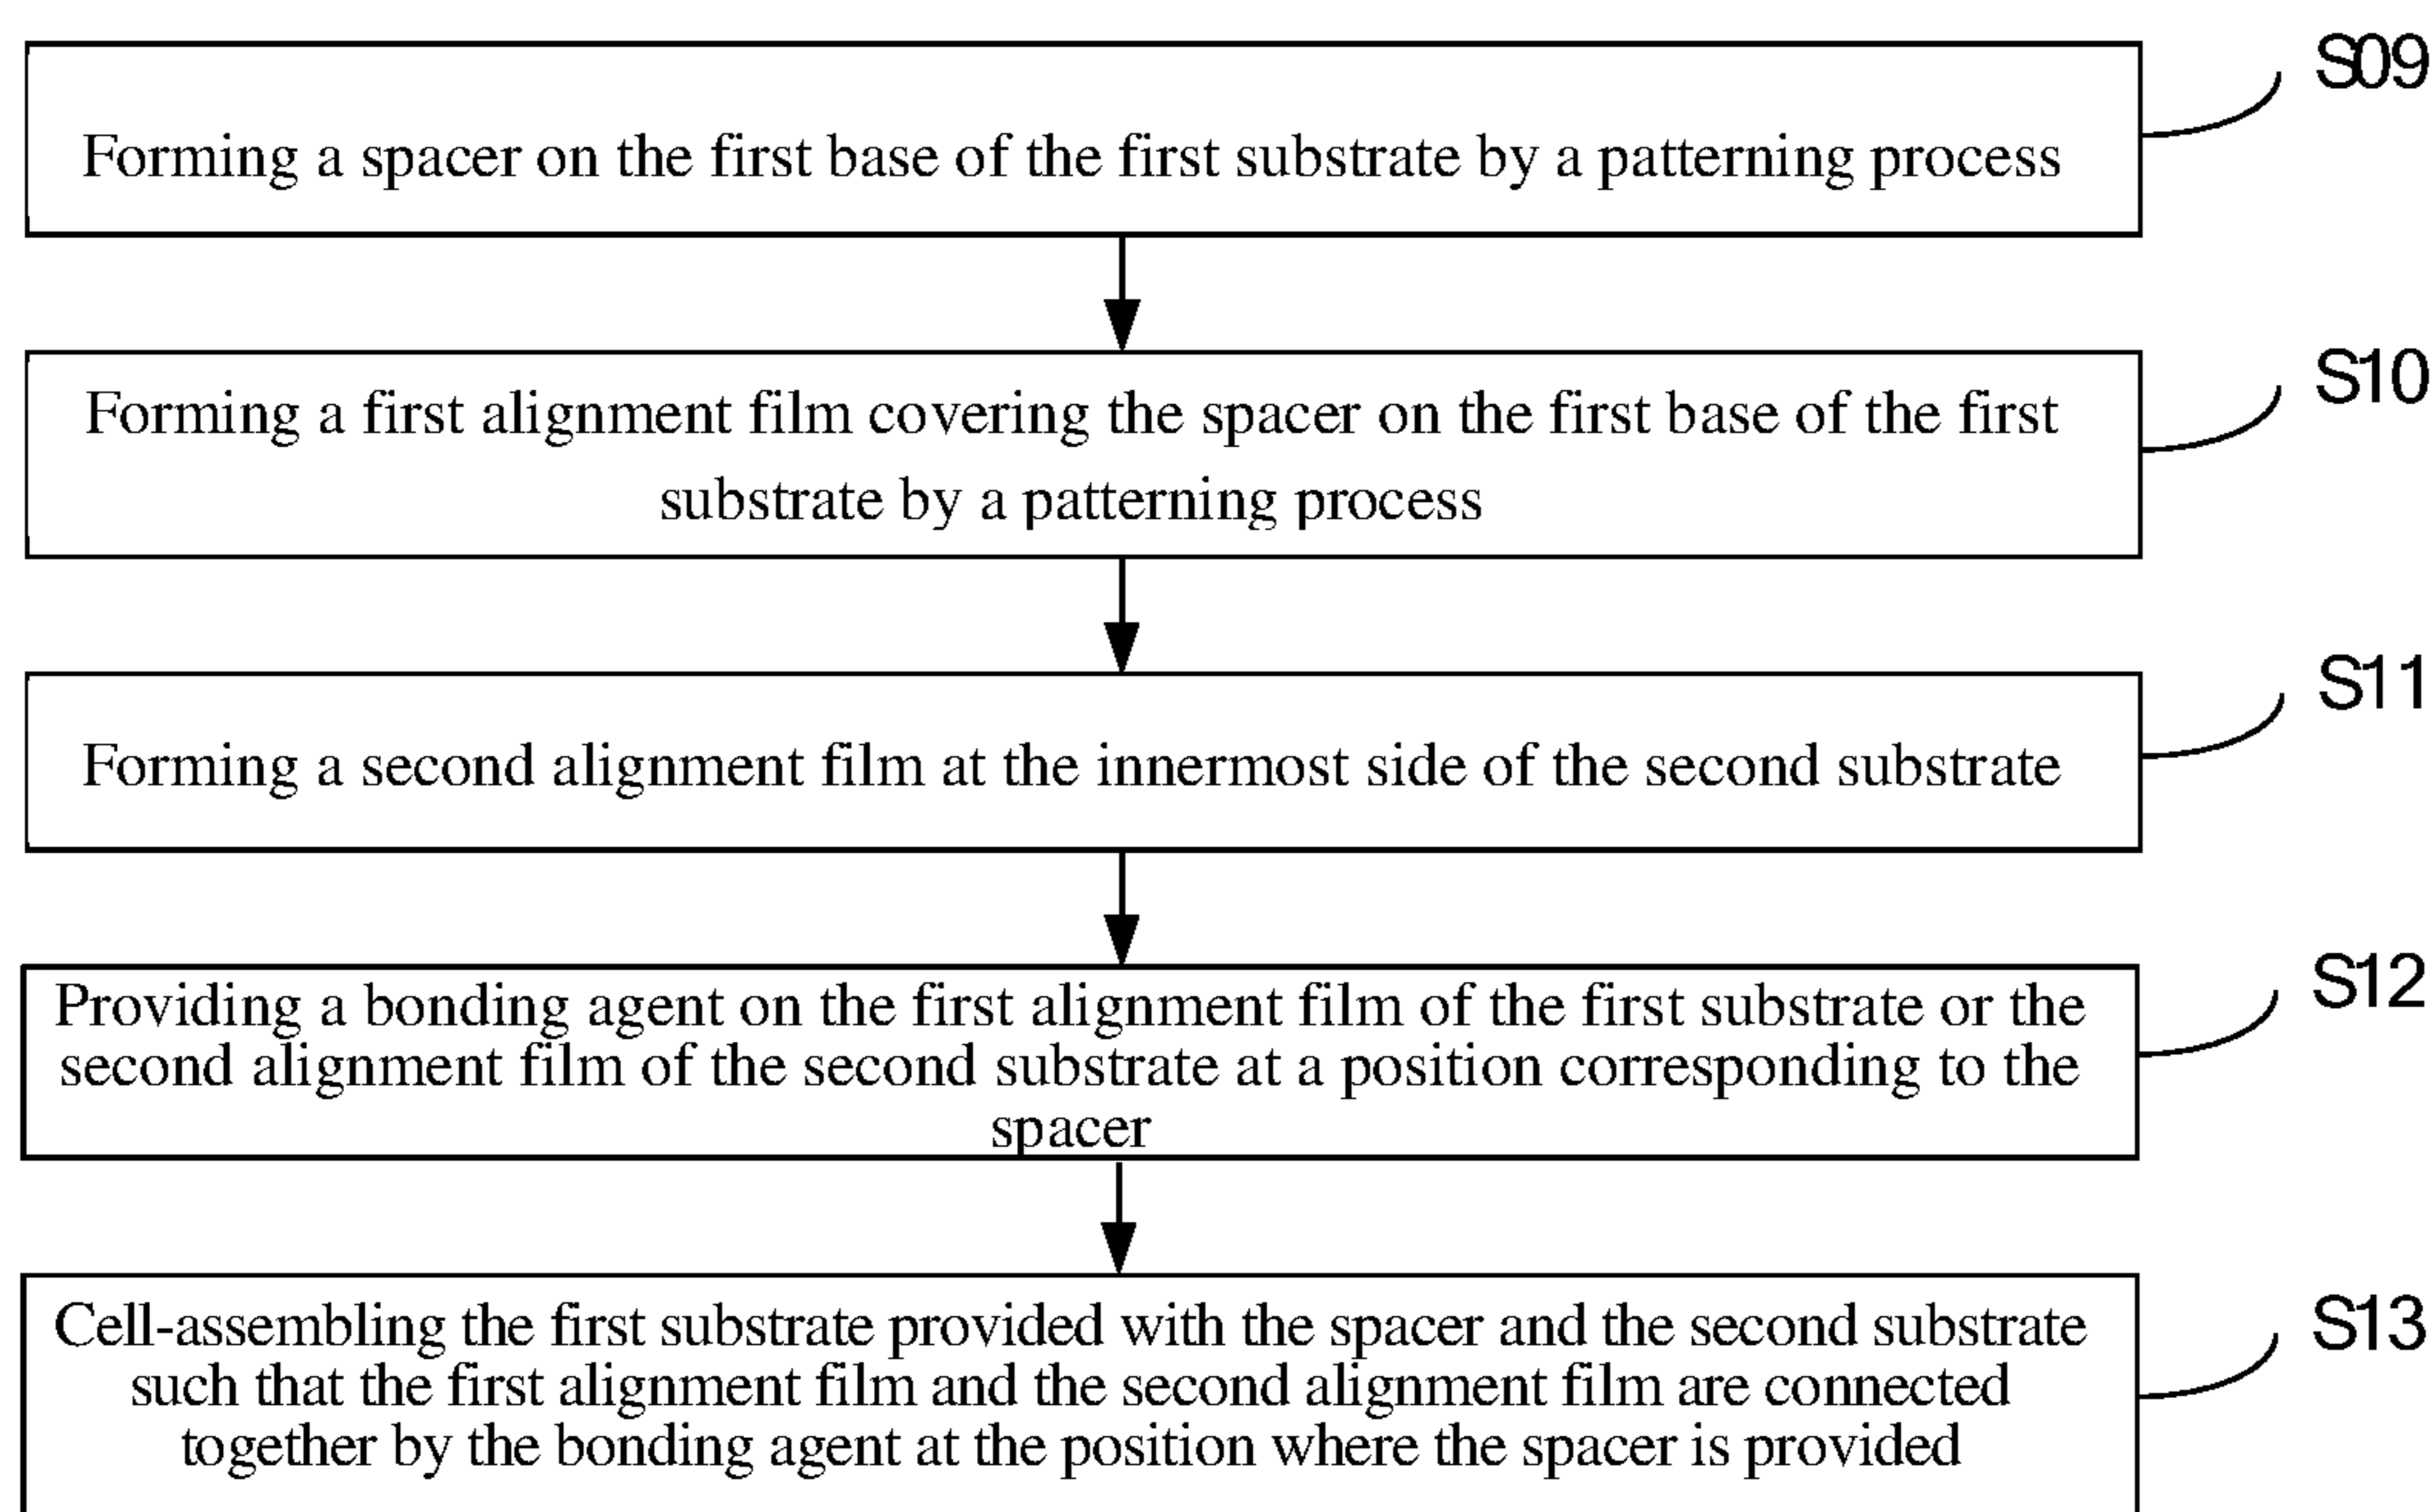 S09
Forming a spacer on the first base of the first substrate by a patterning process
S10
Forming a first alignment film covering the spacer on the first base of the first
substrate by a patterning process
S11
Forming a second alignment film at the innermost side of the second substrate
S12
Providing a bonding agent on the first alignment film of the first substrate or the
second alignment film of the second substrate at a position corresponding to the
spacer
S13
Cell-assembling the first substrate provided with the spacer and the second substrate
such that the first alignment film and the second alignment film are connected
together by the bonding agent at the position where the spacer is provided